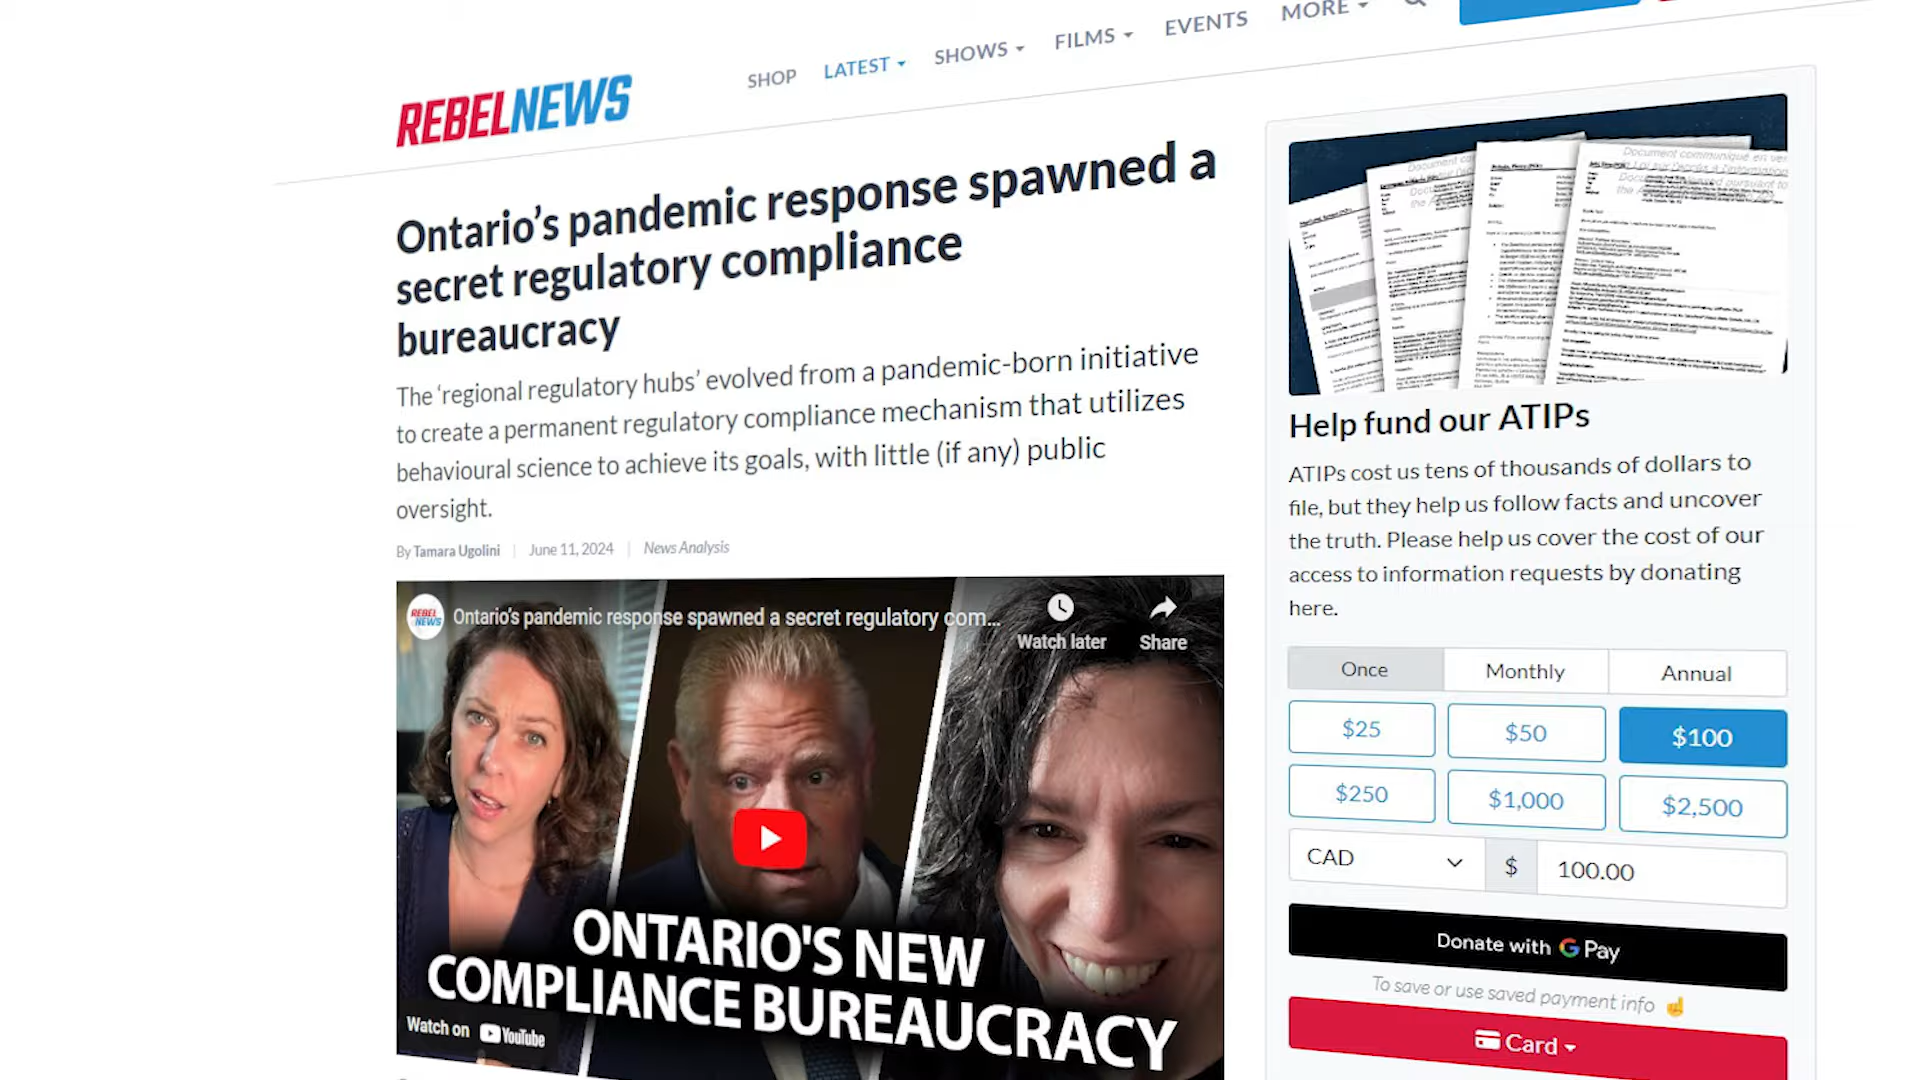 SHOP
LATEST
SHOWS
FILMS
EVENTS
MORE
REBELNEWS
Ontario's pandemic response spawned a
secret regulatory compliance
bureaucracy
The 'regional regulatory hubs' evolved from a pandemic-born initiative
to create a permanent regulatory compliance mechanism that utilizes
behavioural science to achieve its goals, with little (if any) public
oversight.
By Tamara Ugolini | June 11, 2024 | News Analysis
REBEL NEWS
Ontario's pandemic response spawned a secret regulatory com...
Watch later
Share
ONTARIO'S NEW
COMPLIANCE BUREAUCRACY
Watch on YouTube
Help fund our ATIPs
ATIPs cost us tens of thousands of dollars to
file, but they help us follow facts and uncover
the truth. Please help us cover the cost of our
access to information requests by donating
here.
Once
Monthly
Annual
$25
$50
$100
$250
$1,000
$2,500
CAD
$
100.00
Donate with G Pay
To save or use saved payment info ☝
Card